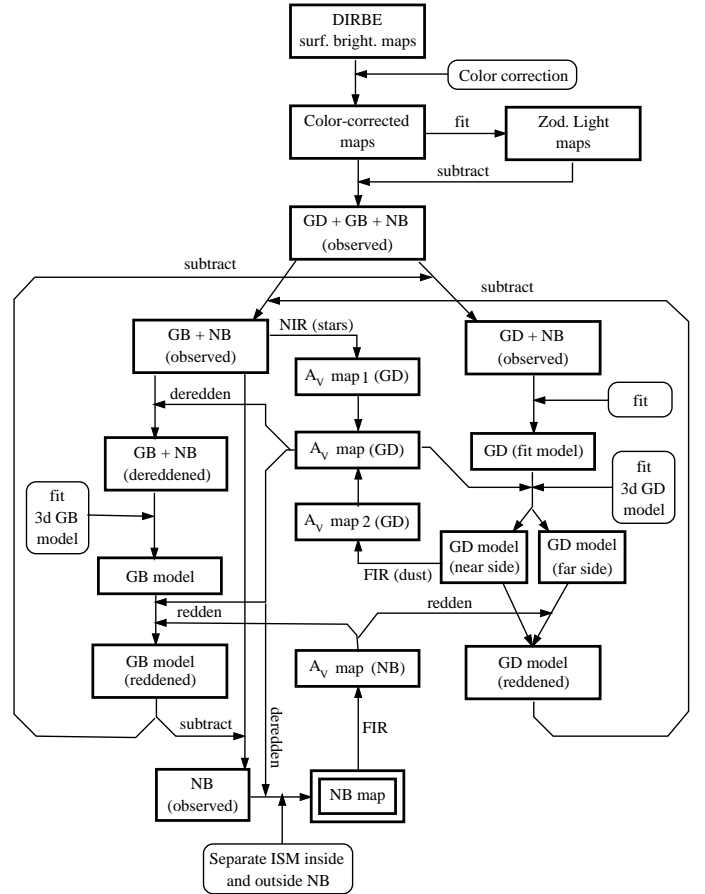 DIRBE
surf. bright. maps
Color correction
Color-corrected
maps
fit
Zod. Light
maps
subtract
GD + GB + NB
(observed)
subtract
subtract
GB + NB
(observed)
NIR (stars)
GD + NB
(observed)
A_V map 1 (GD)
deredden
fit
GB + NB
(dereddened)
A_V map (GD)
GD (fit model)
fit
3d GD
model
fit
3d GB
model
A_V map 2 (GD)
GD model
(near side)
GD model
(far side)
FIR (dust)
GB model
redden
redden
GB model
(reddened)
A_V map (NB)
GD model
(reddened)
subtract
deredden
FIR
NB
(observed)
NB map
Separate ISM inside
and outside NB